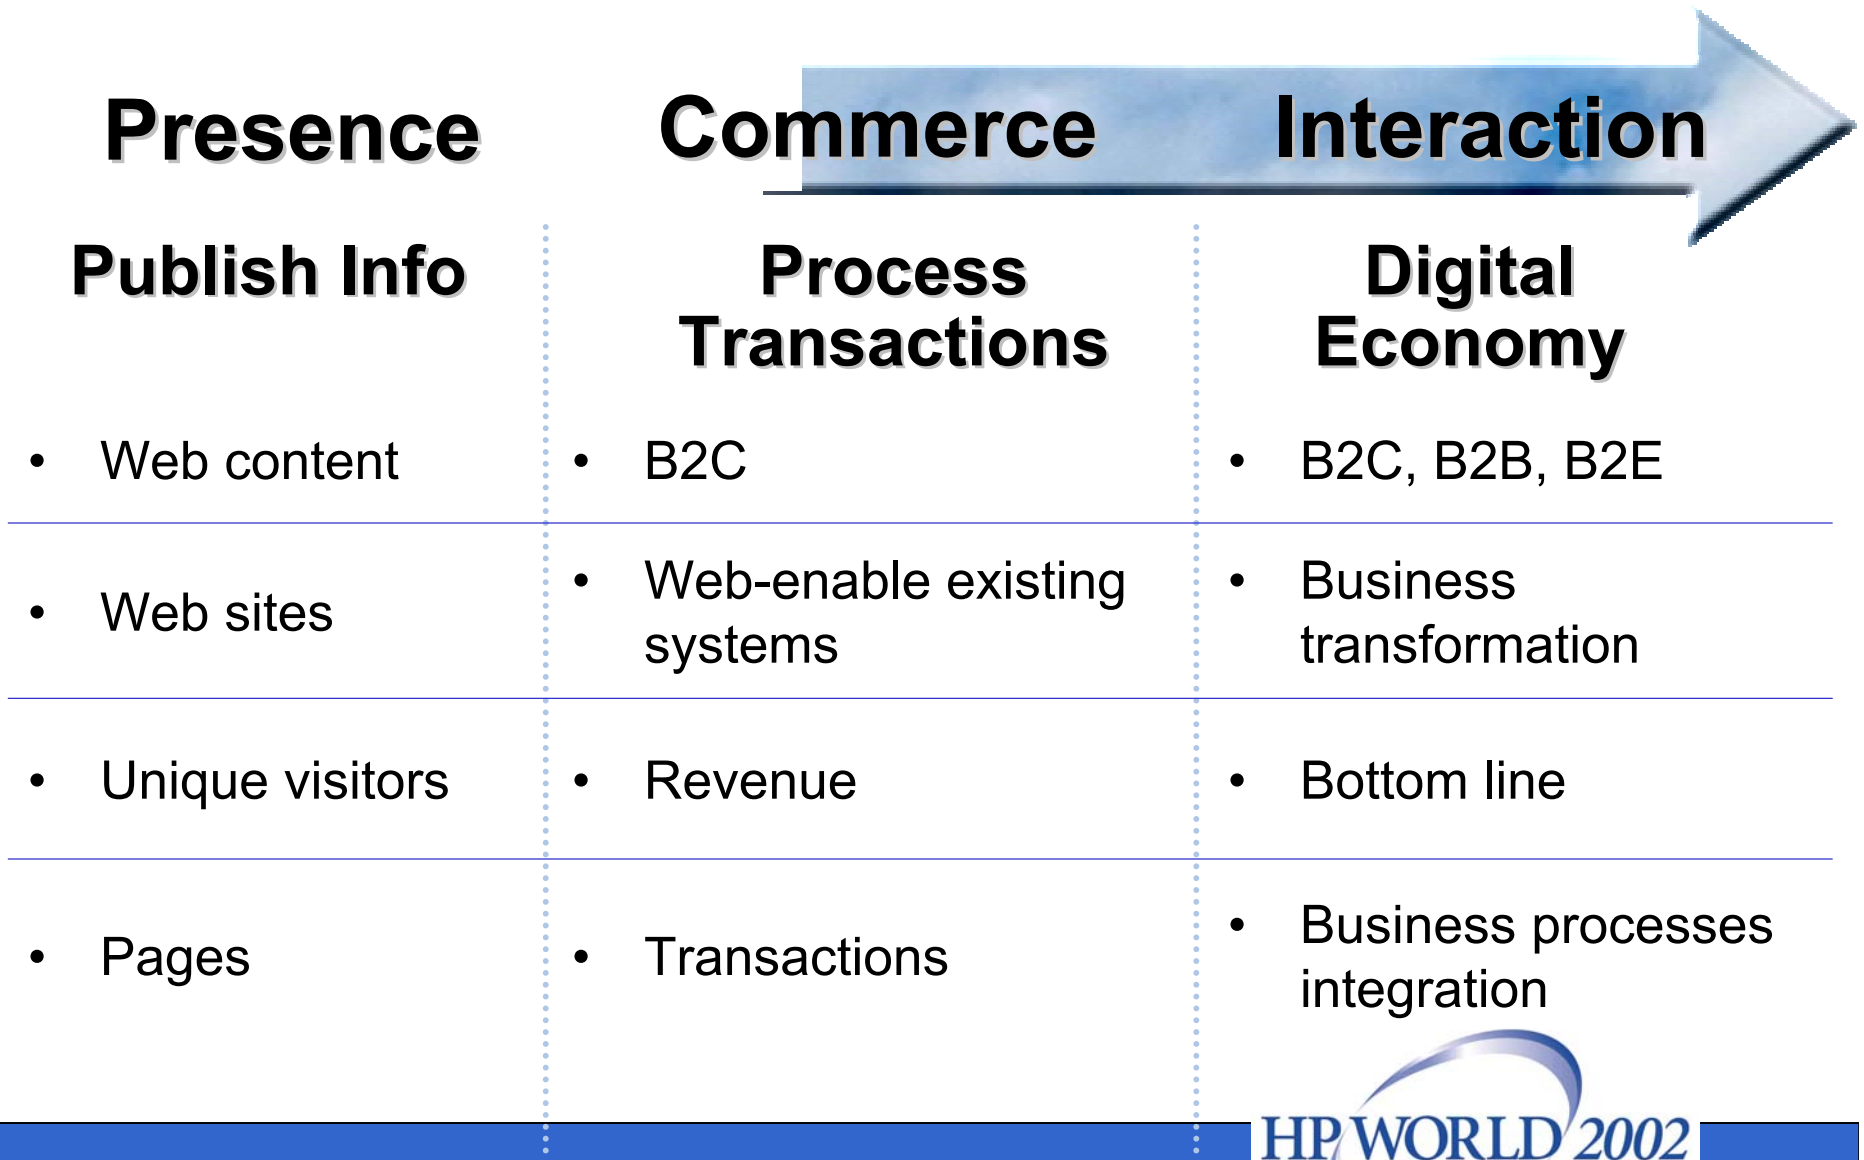 Presence Commerce Interaction
Publish Info
Process
Transactions
Digital
Economy
• Web content
• B2C
• B2C, B2B, B2E
• Web sites
• Web-enable existing
systems
• Business
transformation
• Unique visitors
• Revenue
• Bottom line
• Pages
• Transactions
• Business processes
integration
HP WORLD 2002